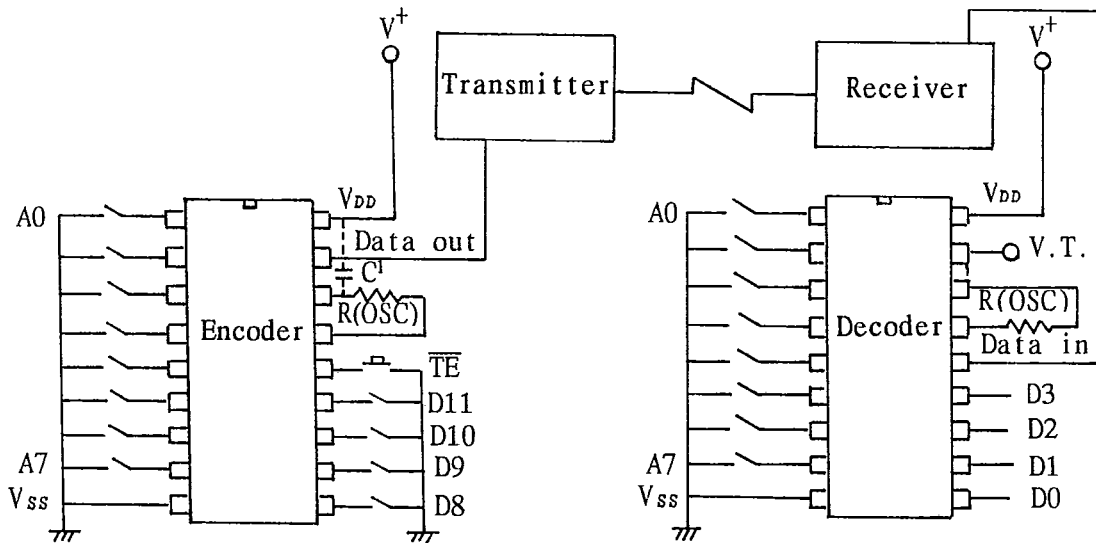 V+
Transmitter
Receiver
V+
A0
VDD
Data out
C'
R(OSC)
Encoder
TE
D11
D10
A7
D9
Vss
D8
A0
VDD
V.T.
R(OSC)
Decoder
Data in
D3
D2
A7
D1
Vss
D0